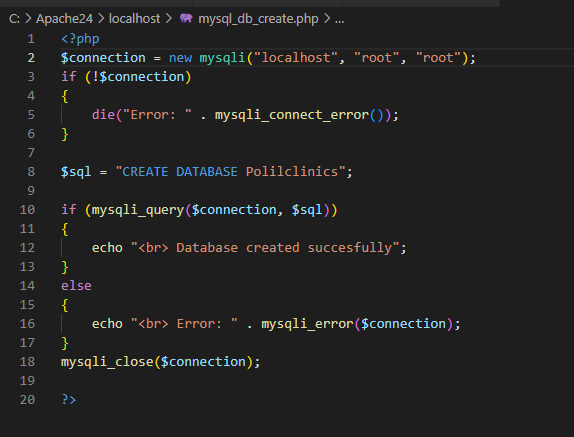 C: > Apache24 > localhost > mysql_db_create.php > ...
1 <?php
2 $connection = new mysqli("localhost", "root", "root");
3 if (!$connection)
4 {
5     die("Error: " . mysqli_connect_error());
6 }
7
8 $sql = "CREATE DATABASE Polilclinics";
9
10 if (mysqli_query($connection, $sql))
11 {
12     echo "<br> Database created succesfully";
13 }
14 else
15 {
16     echo "<br> Error: " . mysqli_error($connection);
17 }
18 mysqli_close($connection);
19
20 ?>